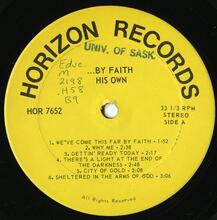 HORIZON RECORDS
UNIV. OF SASK.
Educ.
M
2198
.H58
B9
...BY FAITH
HIS OWN
HOR 7652
33 1/3 RPM
STEREO
SIDE A
1. WE'VE COME THIS FAR BY FAITH - 1:52
2. WHY ME - 2:38
3. GETTIN' READY TODAY - 2:13
4. THERE'S A LIGHT AT THE END OF
THE DARKNESS - 2:48
5. CITY OF GOLD - 3:06
6. SHELTERED IN THE ARMS OF GOD -
All Rights Reserved